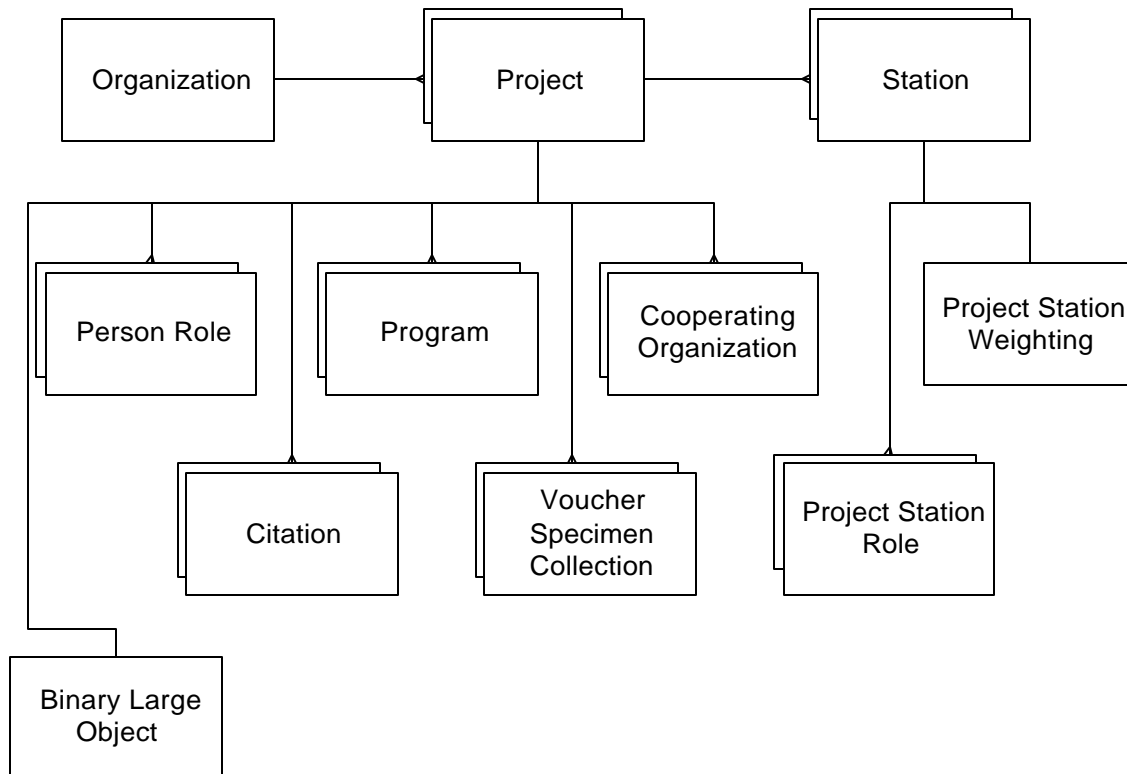 Organization
Project
Station
Person Role
Program
Cooperating
Organization
Project Station
Weighting
Citation
Voucher
Specimen
Collection
Project Station
Role
Binary Large
Object